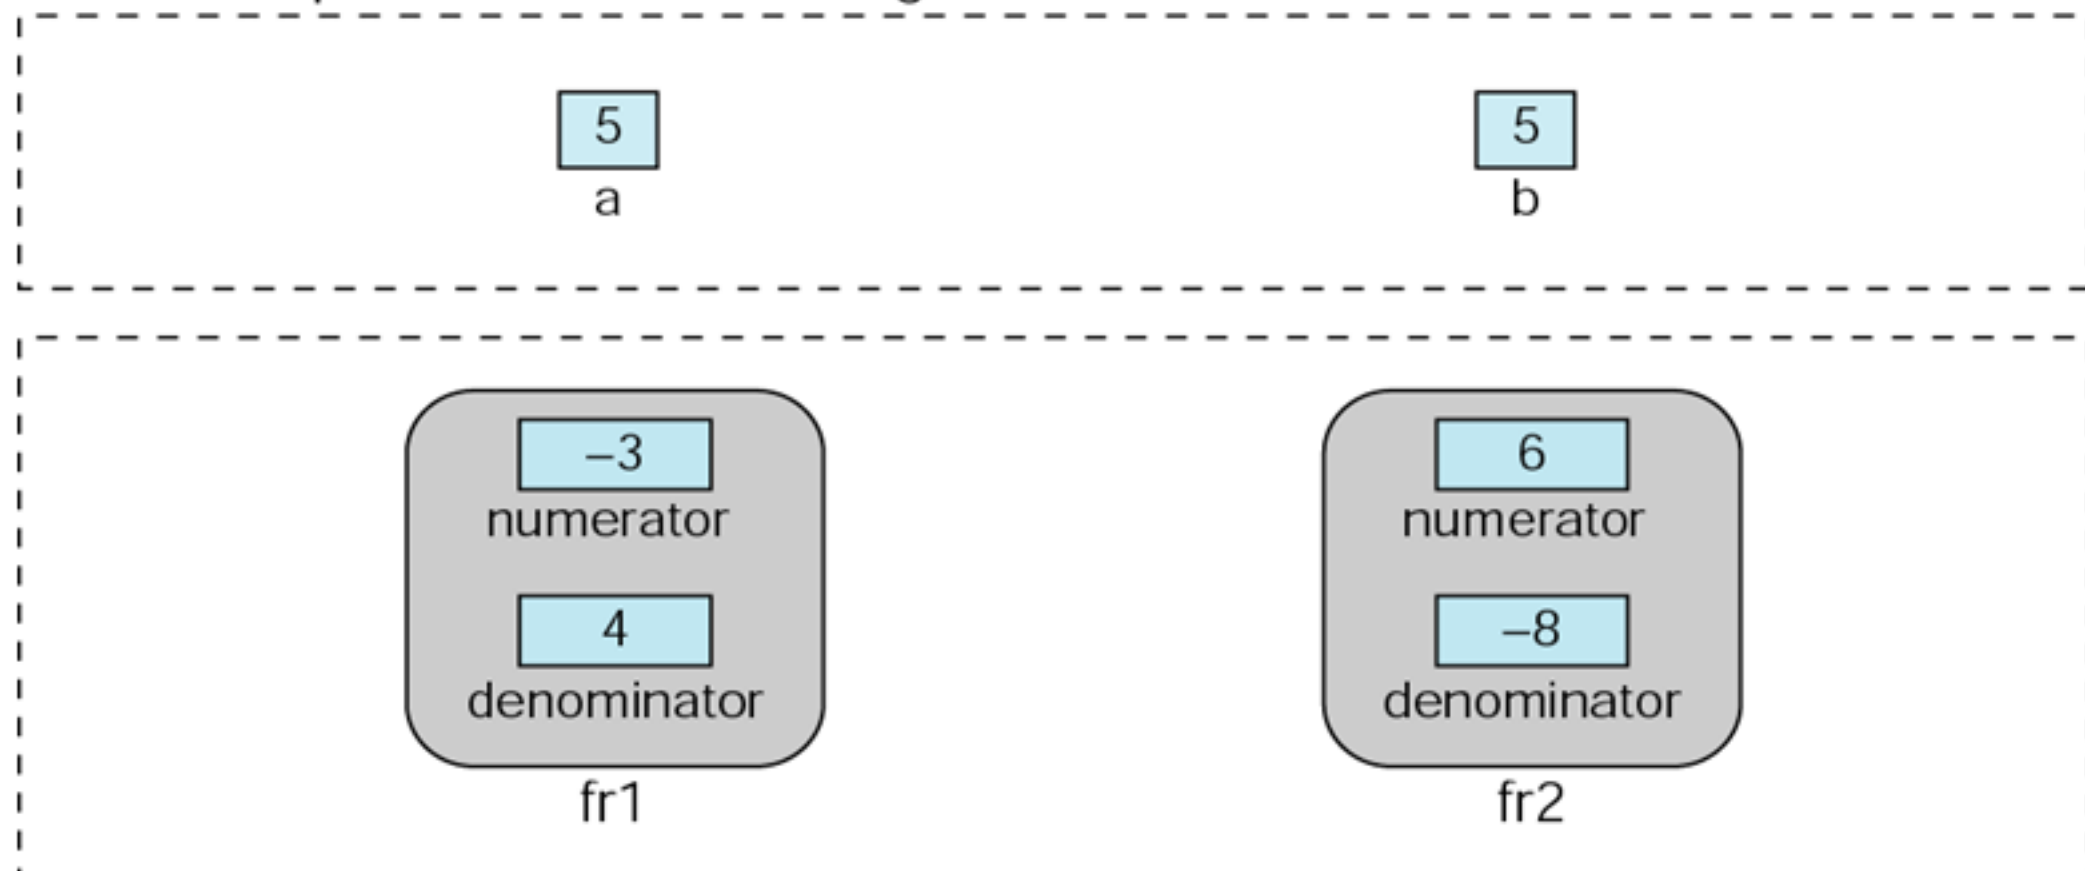 5 5
a b
–3 6
numerator numerator
4 –8
denominator denominator
fr1 fr2